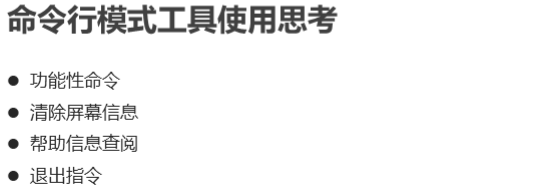 命令行模式工具使用思考
● 功能性命令
● 清除屏幕信息
● 帮助信息查阅
● 退出指令